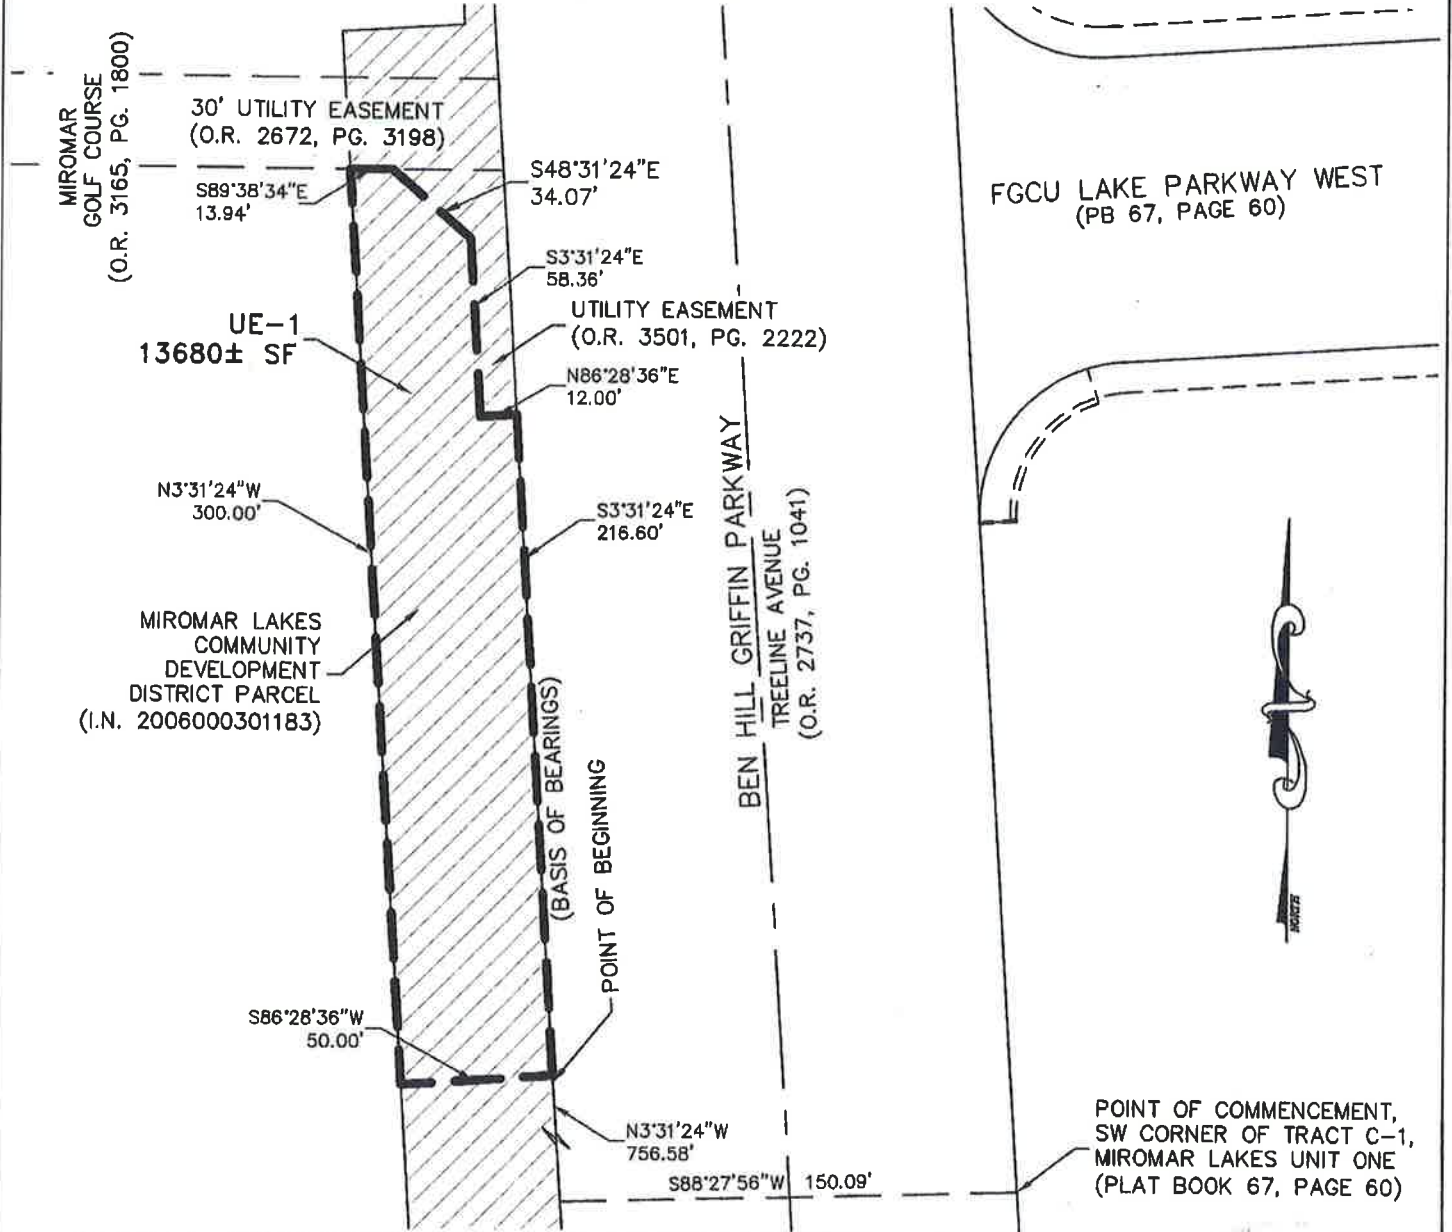 MIROMAR
GOLF COURSE
(O.R. 3165, PG. 1800)
30' UTILITY EASEMENT
(O.R. 2672, PG. 3198)
S89°38'34"E
13.94'
S48°31'24"E
34.07'
FGCU LAKE PARKWAY WEST
(PB 67, PAGE 60)
S3°31'24"E
58.36'
UTILITY EASEMENT
(O.R. 3501, PG. 2222)
UE-1
13680± SF
N86°28'36"E
12.00'
N3°31'24"W
300.00'
S3°31'24"E
216.60'
BEN HILL GRIFFIN PARKWAY
TREELINE AVENUE
(O.R. 2737, PG. 1041)
MIROMAR LAKES
COMMUNITY
DEVELOPMENT
DISTRICT PARCEL
(I.N. 2006000301183)
(BASIS OF BEARINGS)
POINT OF BEGINNING
NORTH
S86°28'36"W
50.00'
N3°31'24"W
756.58'
S88°27'56"W 150.09'
POINT OF COMMENCEMENT,
SW CORNER OF TRACT C-1,
MIROMAR LAKES UNIT ONE
(PLAT BOOK 67, PAGE 60)